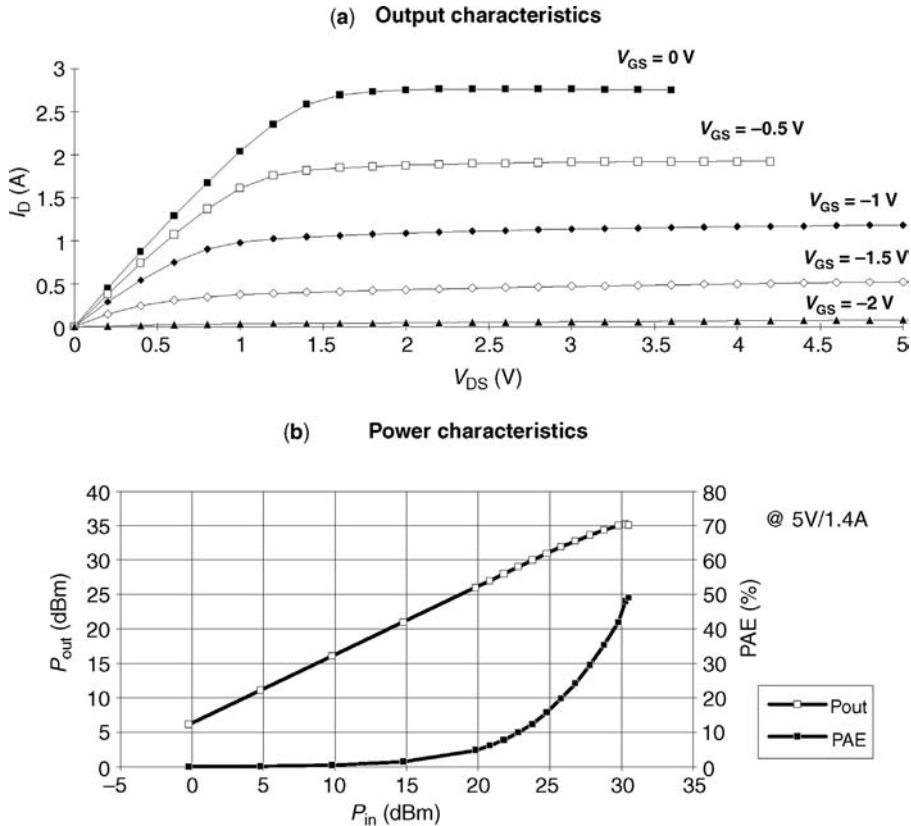 (a) Output characteristics
V_GS = 0 V
V_GS = –0.5 V
V_GS = –1 V
V_GS = –1.5 V
V_GS = –2 V
I_D (A)
3
2.5
2
1.5
1
0.5
0
0 0.5 1 1.5 2 2.5 3 3.5 4 4.5 5
V_DS (V)
(b) Power characteristics
@ 5V/1.4A
P_out (dBm)
40
35
30
25
20
15
10
5
0
PAE (%)
80
70
60
50
40
30
20
10
0
–5 0 5 10 15 20 25 30 35
P_in (dBm)
Pout
PAE